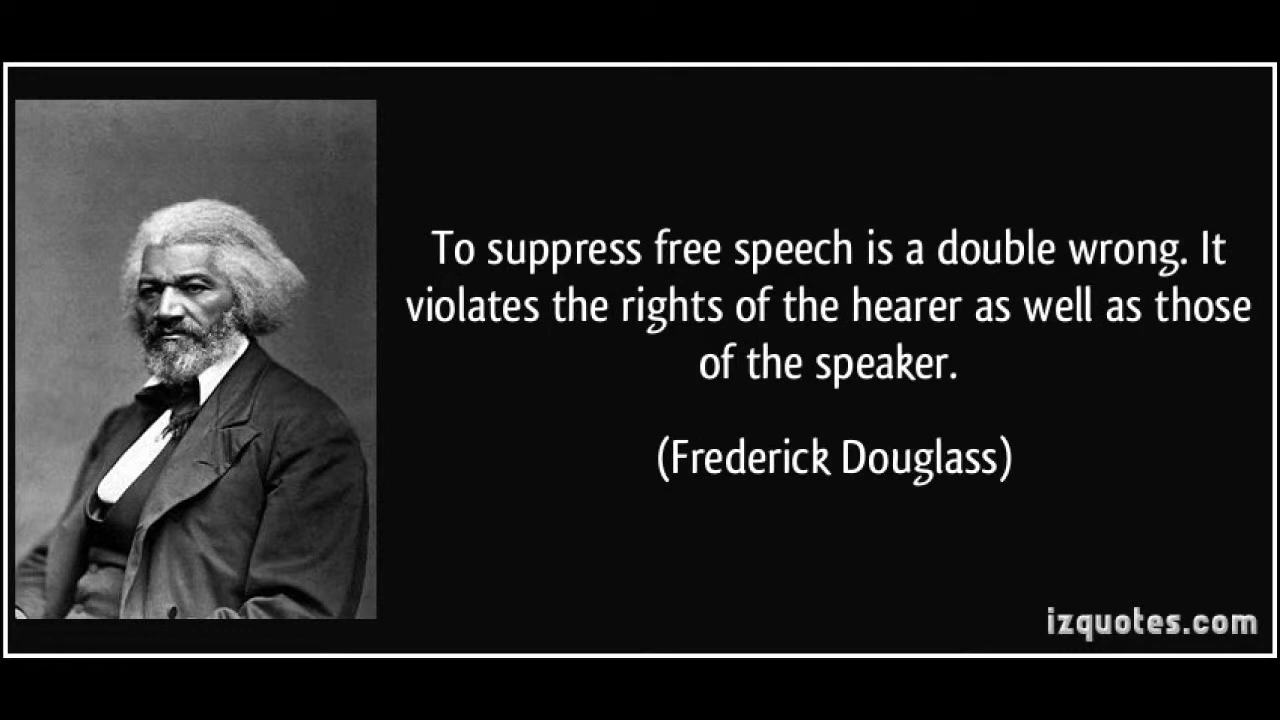 To suppress free speech is a double wrong. It
violates the rights of the hearer as well as those
of the speaker.
(Frederick Douglass)
izquotes.com